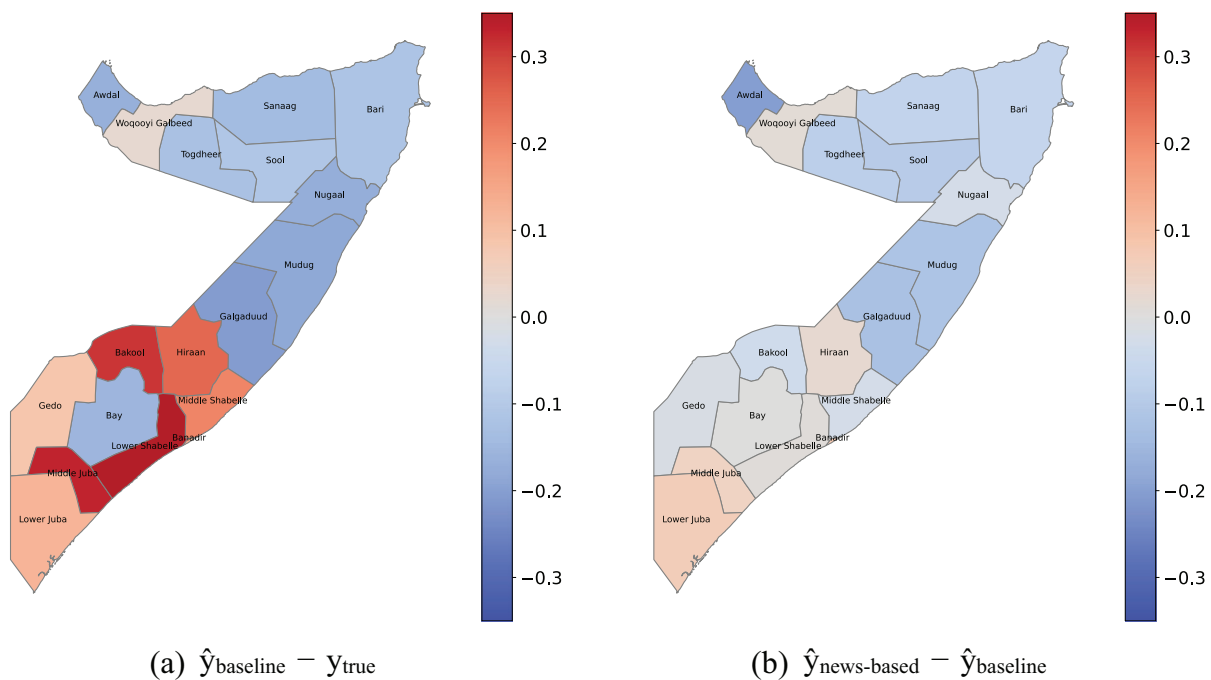 Awdal
Woqooyi Galbeed
Sanaag
Bari
Togdheer
Sool
Nugaal
Mudug
Galgaduud
Bakool
Hiraan
Gedo
Bay
Middle Shabelle
Banadir
Lower Shabelle
Middle Juba
Lower Juba
0.3
0.2
0.1
0.0
−0.1
−0.2
−0.3
(a) ŷbaseline − ytrue
Awdal
Woqooyi Galbeed
Sanaag
Bari
Togdheer
Sool
Nugaal
Mudug
Galgaduud
Bakool
Hiraan
Gedo
Bay
Middle Shabelle
Banadir
Lower Shabelle
Middle Juba
Lower Juba
0.3
0.2
0.1
0.0
−0.1
−0.2
−0.3
(b) ŷnews-based − ŷbaseline